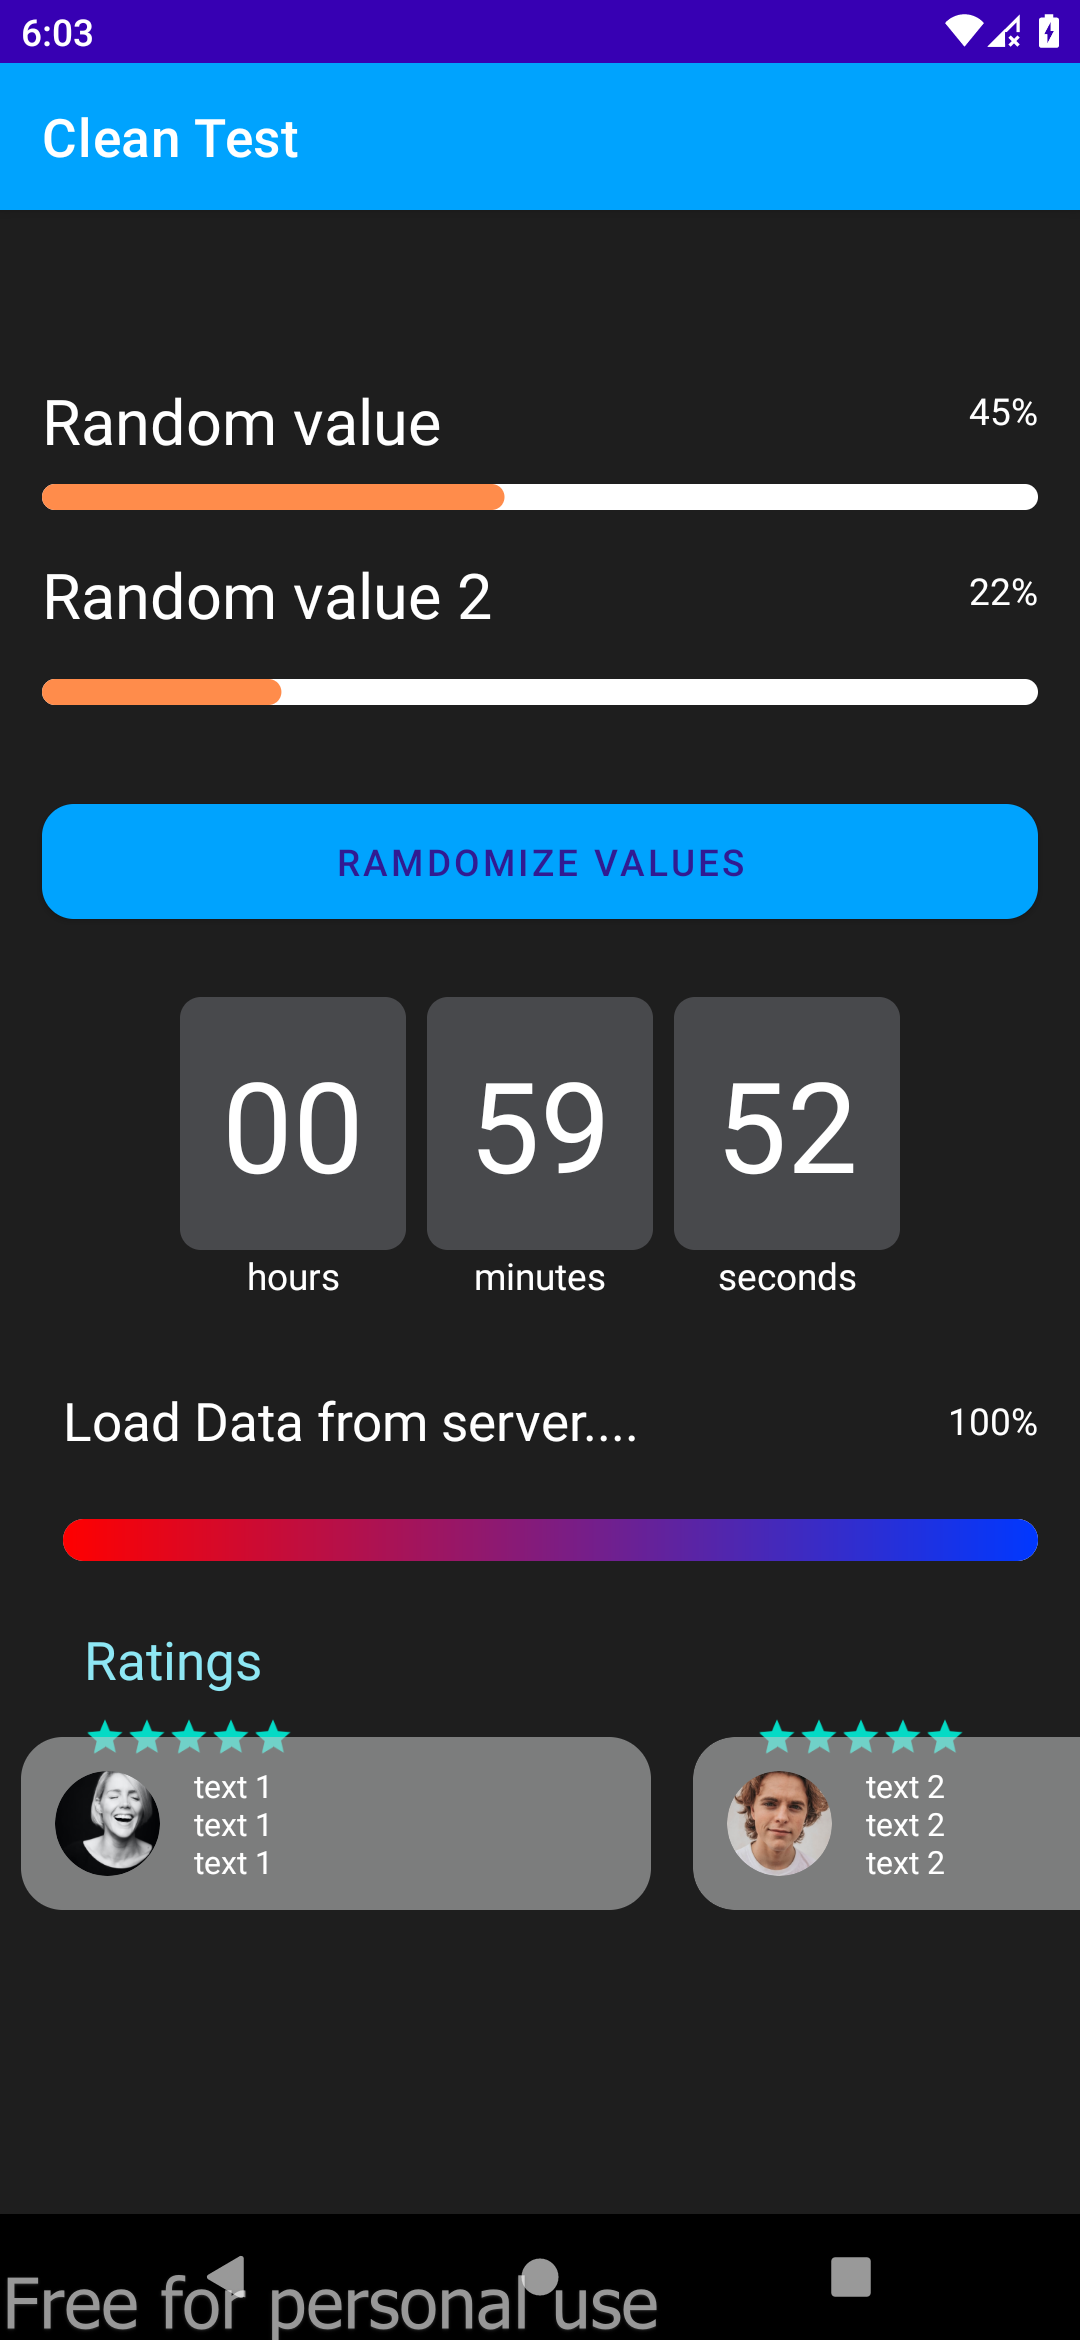 6:03
Clean Test
Random value
45%
Random value 2
22%
RAMDOMIZE VALUES
00 59 52
hours minutes seconds
Load Data from server....
100%
Ratings
text 1
text 1
text 1
text 2
text 2
text 2
Free for personal use